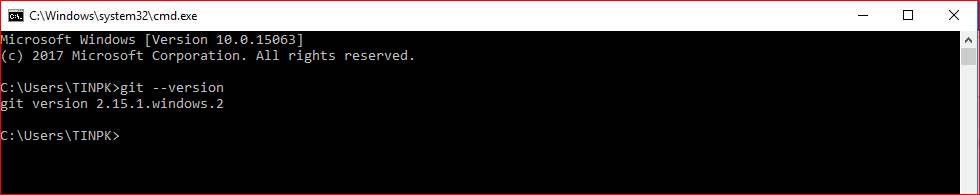 C:\Windows\system32\cmd.exe
Microsoft Windows [Version 10.0.15063]
(c) 2017 Microsoft Corporation. All rights reserved.
C:\Users\TINPK>git --version
git version 2.15.1.windows.2
C:\Users\TINPK>